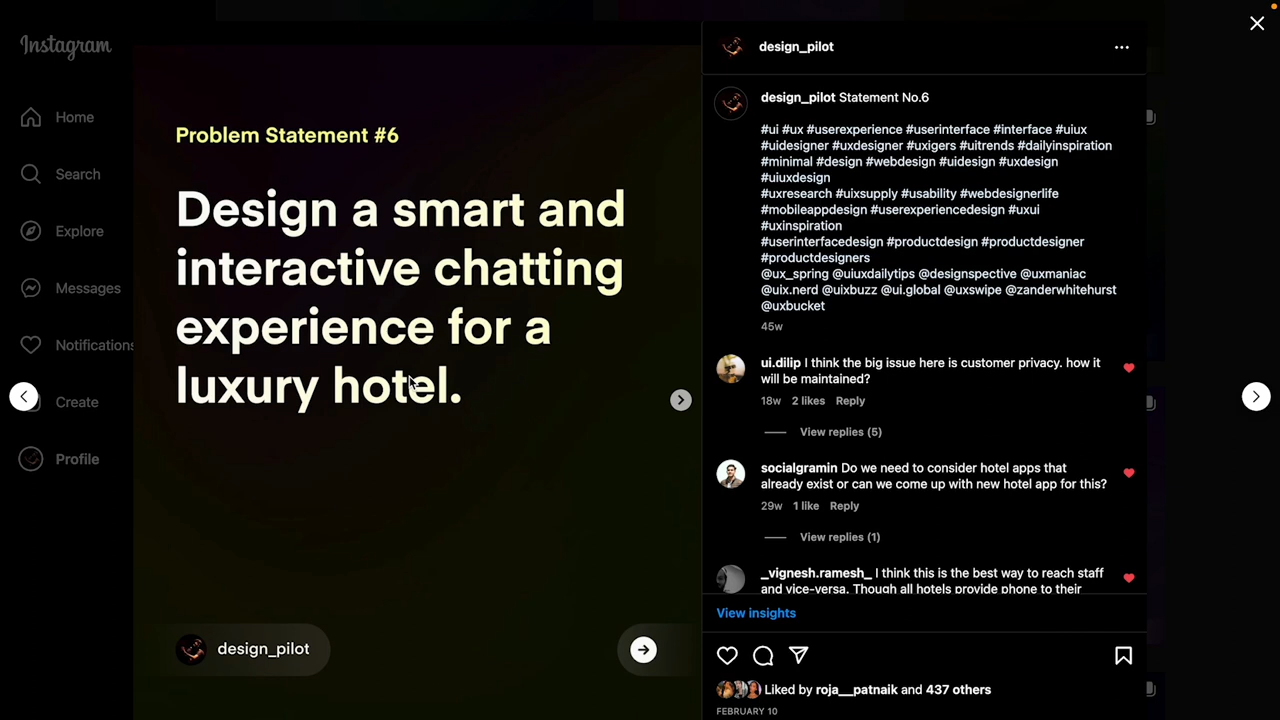 Instagram
Home
Search
Explore
Messages
Notifications
Create
Profile
Problem Statement #6
Design a smart and
interactive chatting
experience for a
luxury hotel.
design_pilot
design_pilot
design_pilot Statement No.6
#ui #ux #userexperience #userinterface #interface #uiux
#uidesigner #uxdesigner #uxigers #uitrends #dailyinspiration
#minimal #design #webdesign #uidesign #uxdesign
#uiuxdesign
#uxresearch #uixsupply #usability #webdesignerlife
#mobileappdesign #userexperiencedesign #uxui
#uxinspiration
#userinterfacedesign #productdesign #productdesigner
#productdesigners
@ux_spring @uiuxdailytips @designspective @uxmaniac
@uix.nerd @uixbuzz @ui.global @uxswipe @zanderwhitehurst
@uxbucket
45w
ui.dilip I think the big issue here is customer privacy. how it
will be maintained?
18w 2 likes Reply
View replies (5)
socialgramin Do we need to consider hotel apps that
already exist or can we come up with new hotel app for this?
29w 1 like Reply
View replies (1)
_vignesh.ramesh_ I think this is the best way to reach staff
and vice-versa. Though all hotels provide phone to their
View insights
Liked by roja__patnaik and 437 others
FEBRUARY 10